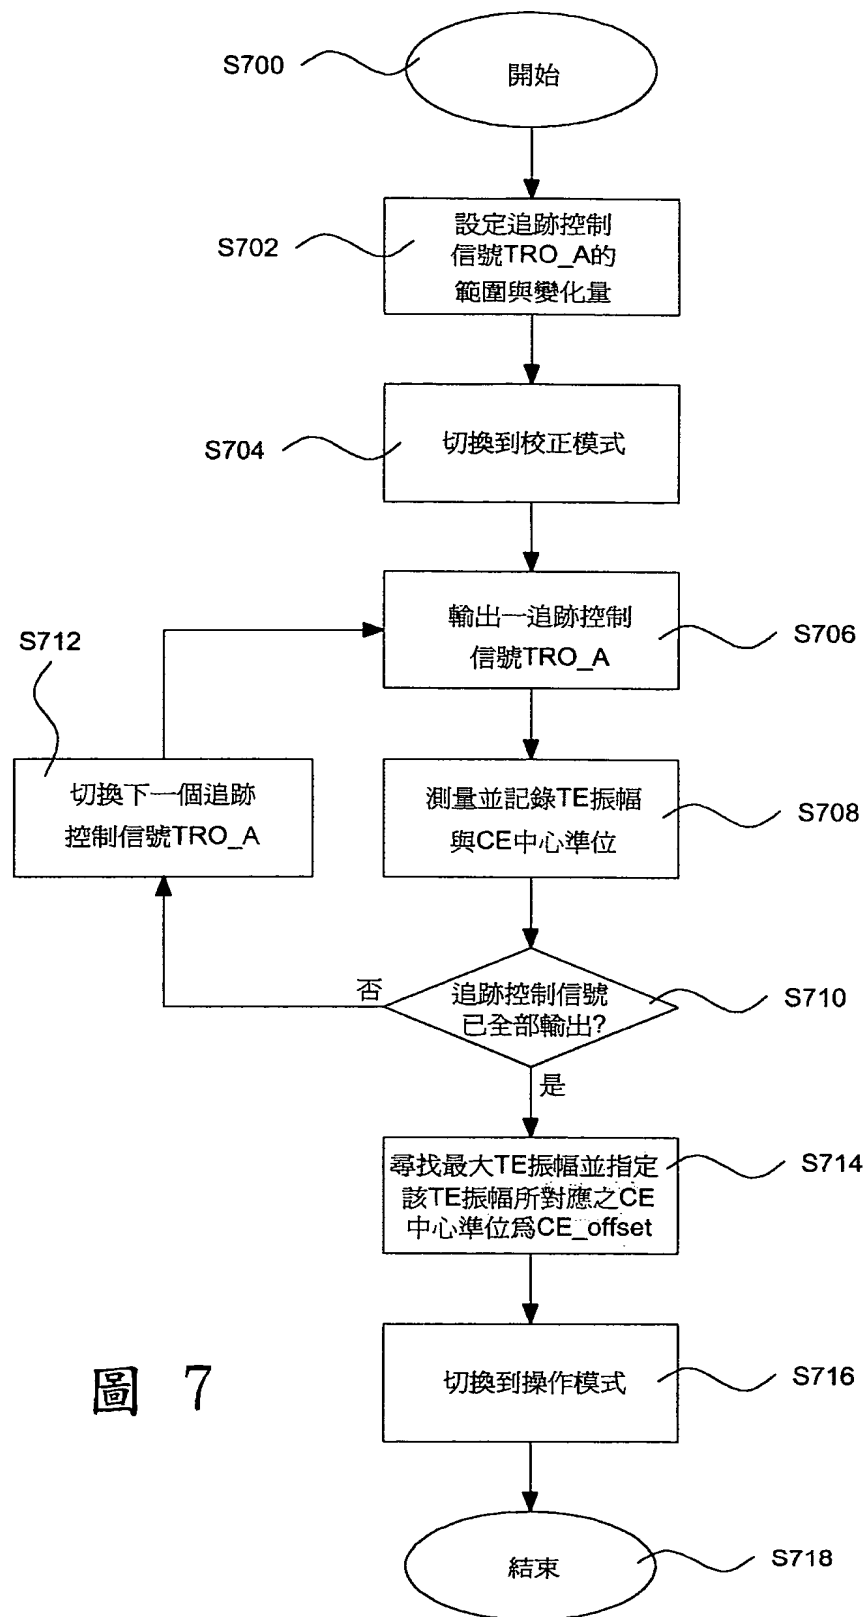 S700
開始
S702
設定追跡控制
信號TRO_A的
範圍與變化量
S704
切換到校正模式
S706
輸出一追跡控制
信號TRO_A
S712
切換下一個追跡
控制信號TRO_A
S708
測量並記錄TE振幅
與CE中心準位
否
S710
追跡控制信號
已全部輸出?
是
S714
尋找最大TE振幅並指定
該TE振幅所對應之CE
中心準位爲CE_offset
S716
切換到操作模式
圖 7
S718
結束